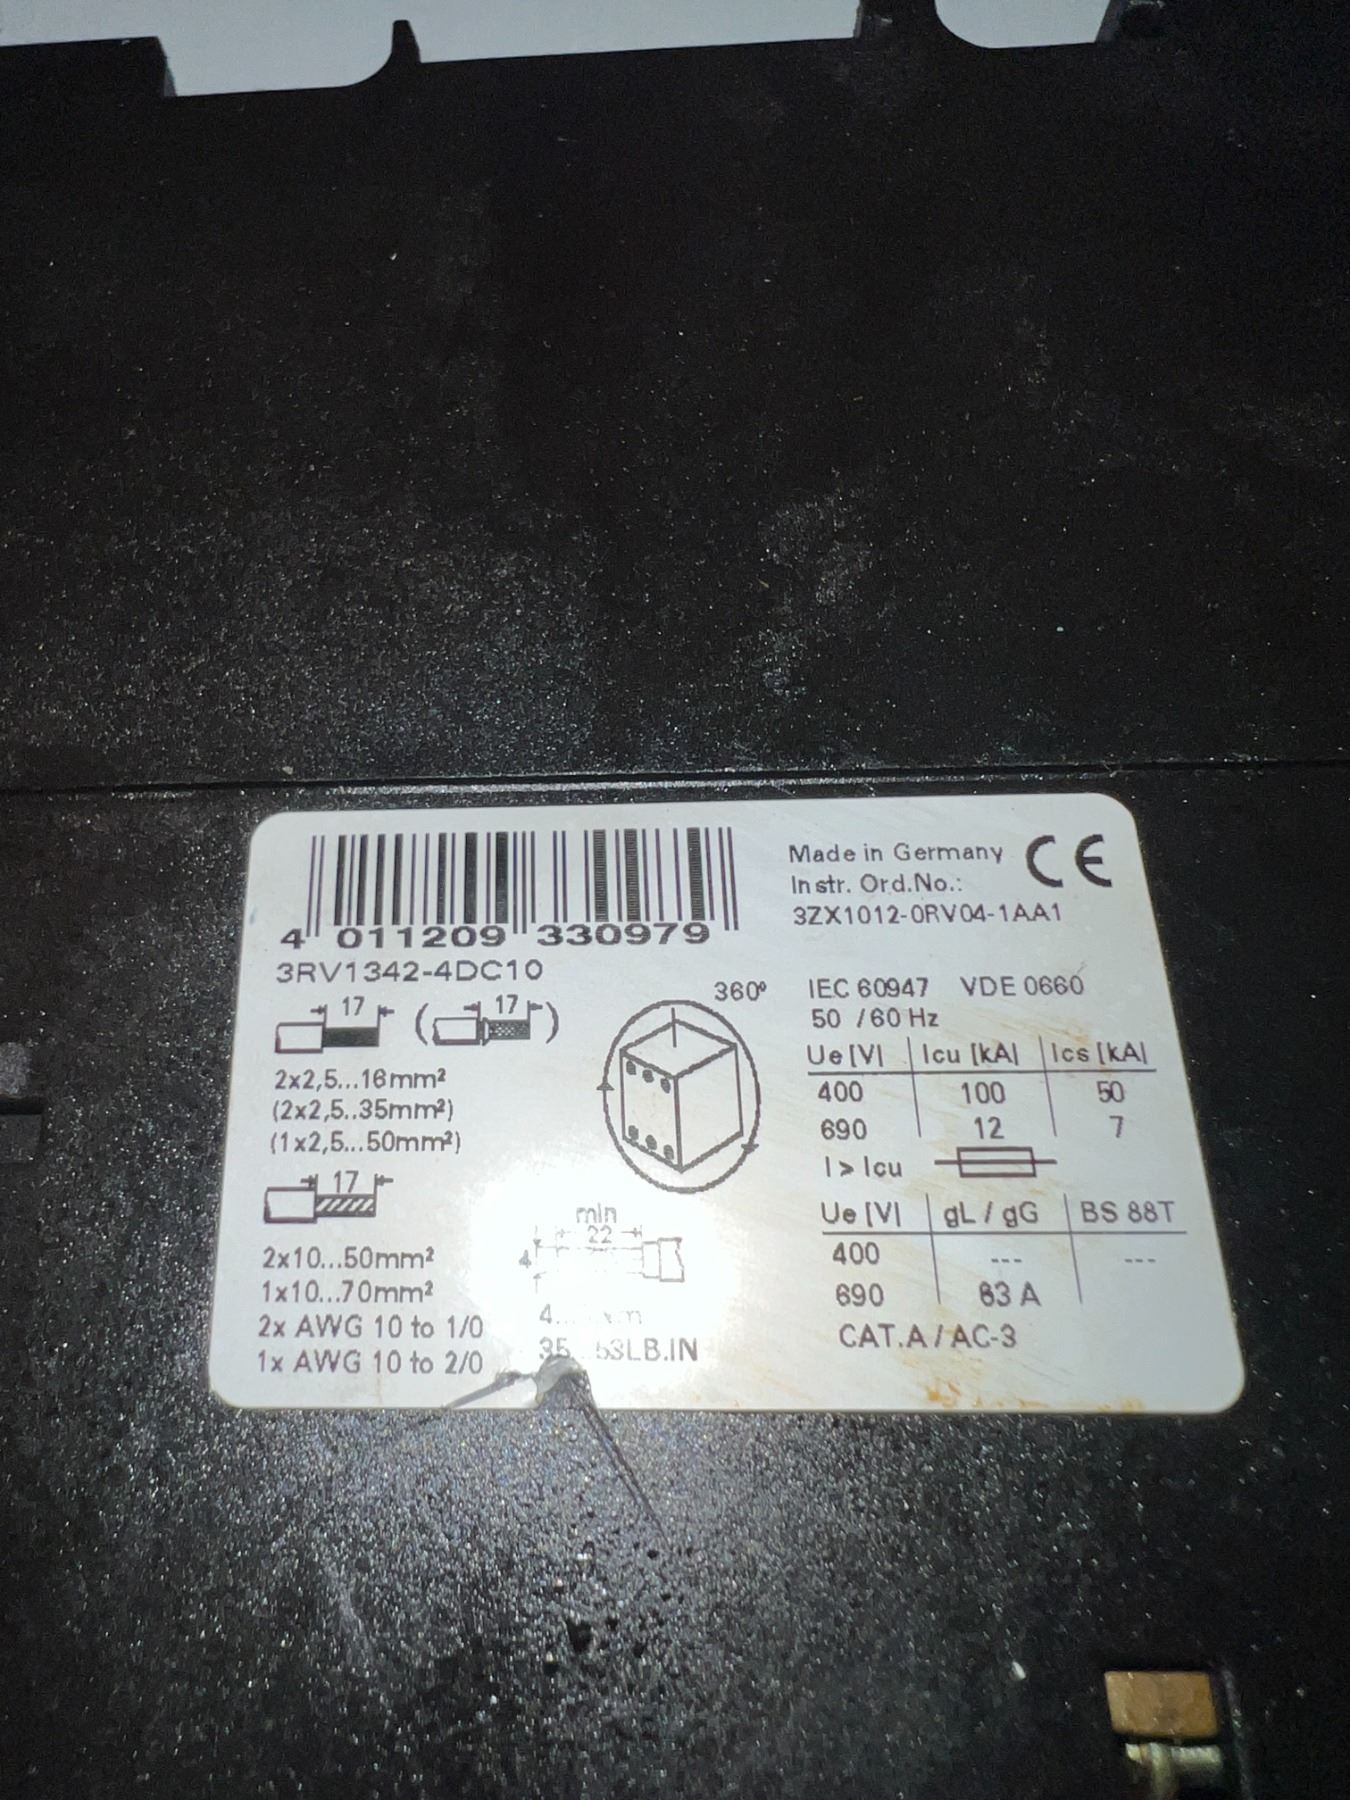 4 011209 330979
3RV1342-4DC10
17 ( 17 )
2x2,5...16mm²
(2x2,5..35mm²)
(1x2,5...50mm²)
17
2x10...50mm²
1x10...70mm²
2x AWG 10 to 1/0
1x AWG 10 to 2/0
360°
min
22
4
35 53LB.IN
Made in Germany CE
Instr. Ord.No.:
3ZX1012-0RV04-1AA1
IEC 60947 VDE 0660
50 /60 Hz
Ue [V] Icu [kA] Ics [kA]
400 100 50
690 12 7
I > Icu
Ue [V] gL / gG BS 88T
400 --- ---
690 63 A
CAT.A / AC-3